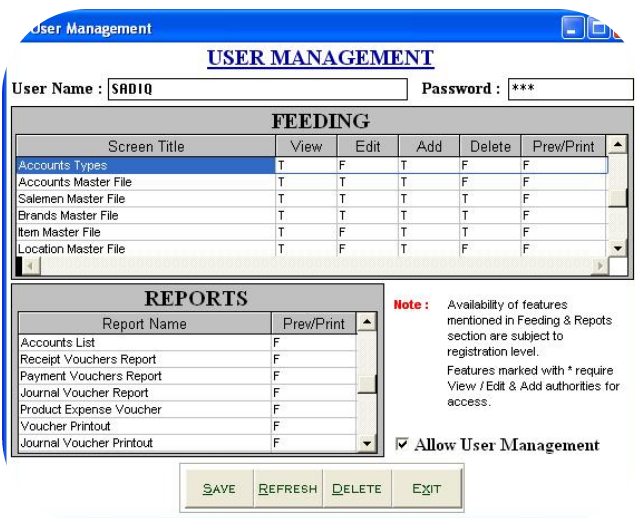 User Management
USER MANAGEMENT
User Name : SADIQ Password : ***
FEEDING
Screen Title View Edit Add Delete Prev/Print
Accounts Types T F T F F
Accounts Master File T T T F F
Salemen Master File T T T T F
Brands Master File T T T T F
Item Master File T F T F F
Location Master File T T T F F
REPORTS
Report Name Prev/Print
Accounts List F
Receipt Vouchers Report F
Payment Vouchers Report F
Journal Voucher Report F
Product Expense Voucher F
Voucher Printout F
Journal Voucher Printout F
Note : Availability of features
mentioned in Feeding & Repots
section are subject to
registration level.
Features marked with * require
View / Edit & Add authorities for
access.
Allow User Management
SAVE REFRESH DELETE EXIT